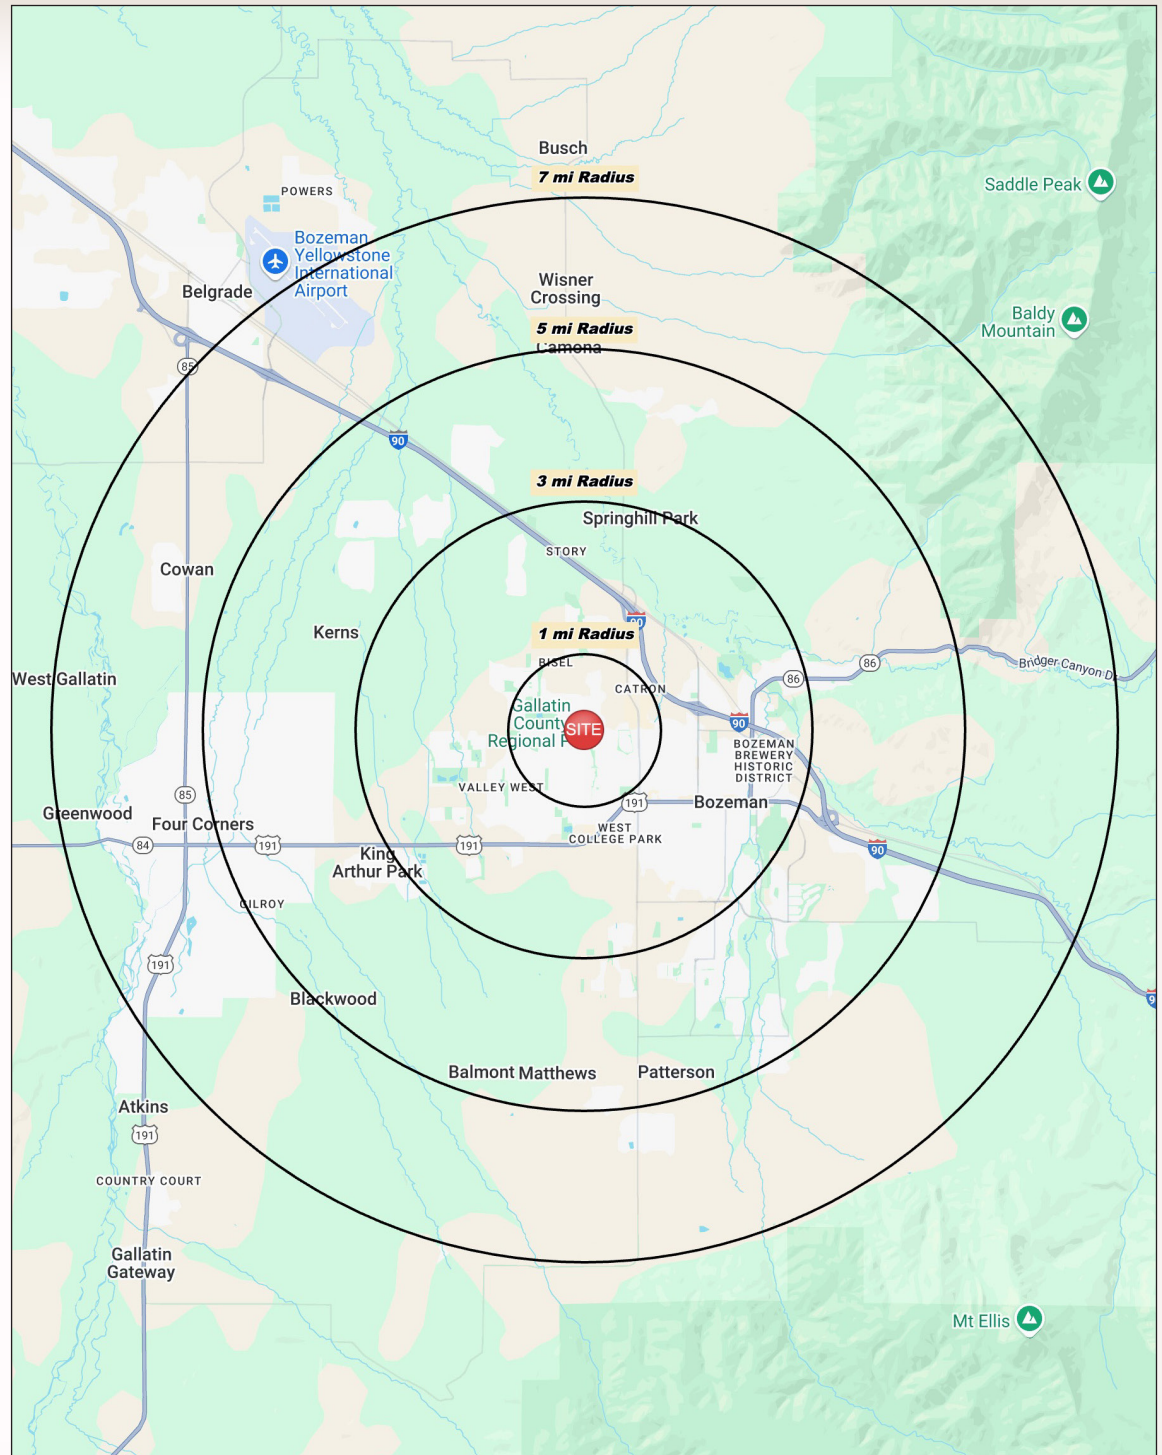 Busch
7 mi Radius
Saddle Peak
POWERS
Bozeman
Yellowstone
International
Airport
Belgrade
Wisner
Crossing
Baldy
Mountain
5 mi Radius
Camona
85
90
3 mi Radius
Springhill Park
STORY
Cowan
90
Kerns
1 mi Radius
BISEL
86
86
Bridger Canyon Dr
West Gallatin
CATRON
Gallatin
County
Regional P
SITE
90
BOZEMAN
BREWERY
HISTORIC
DISTRICT
VALLEY WEST
85
191
Bozeman
Greenwood
Four Corners
WEST
COLLEGE PARK
84
191
191
90
King
Arthur Park
GILROY
191
Blackwood
9
Balmont
Matthews
Patterson
Atkins
191
COUNTRY COURT
Gallatin
Gateway
Mt Ellis